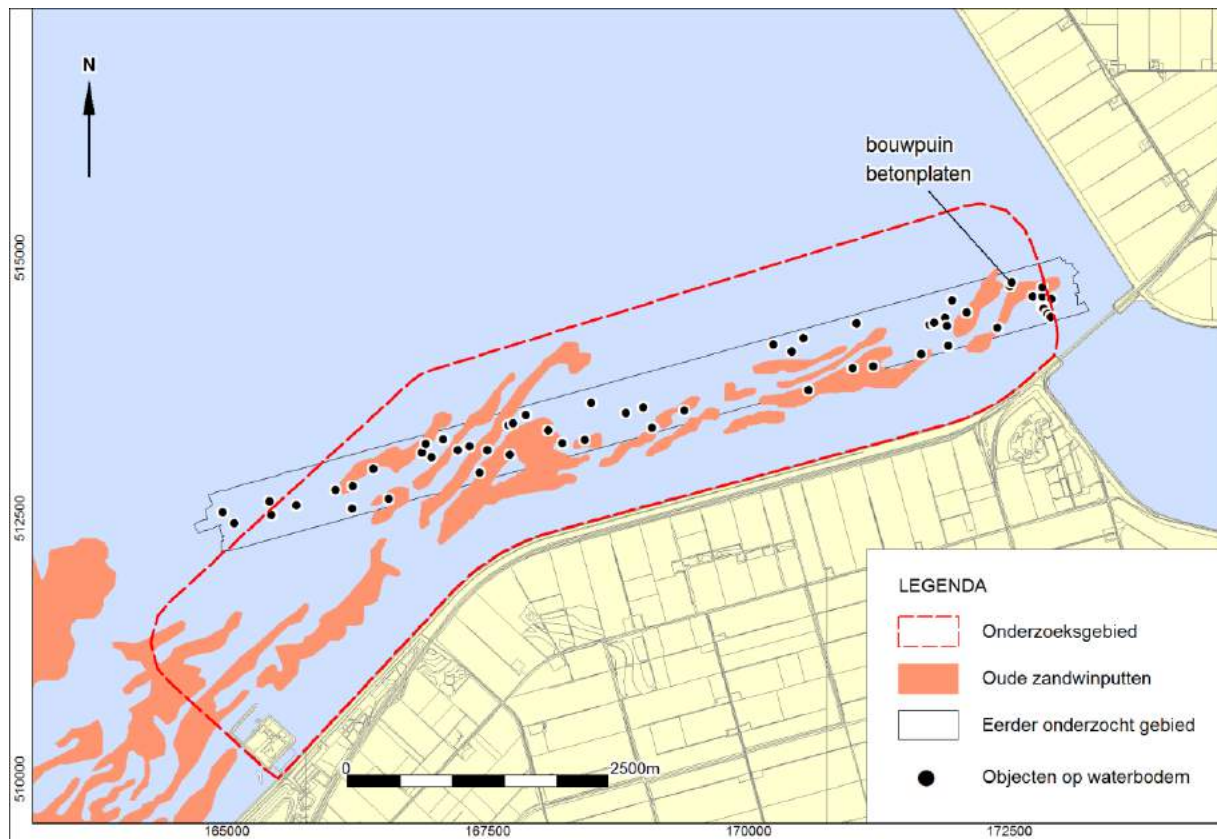 N
bouwpuin
betonplaten
515000
512500
510000
0
2500m
LEGENDA
Onderzoeksgebied
Oude zandwinputten
Eerder onderzocht gebied
Objecten op waterbodem
165000
167500
170000
172500